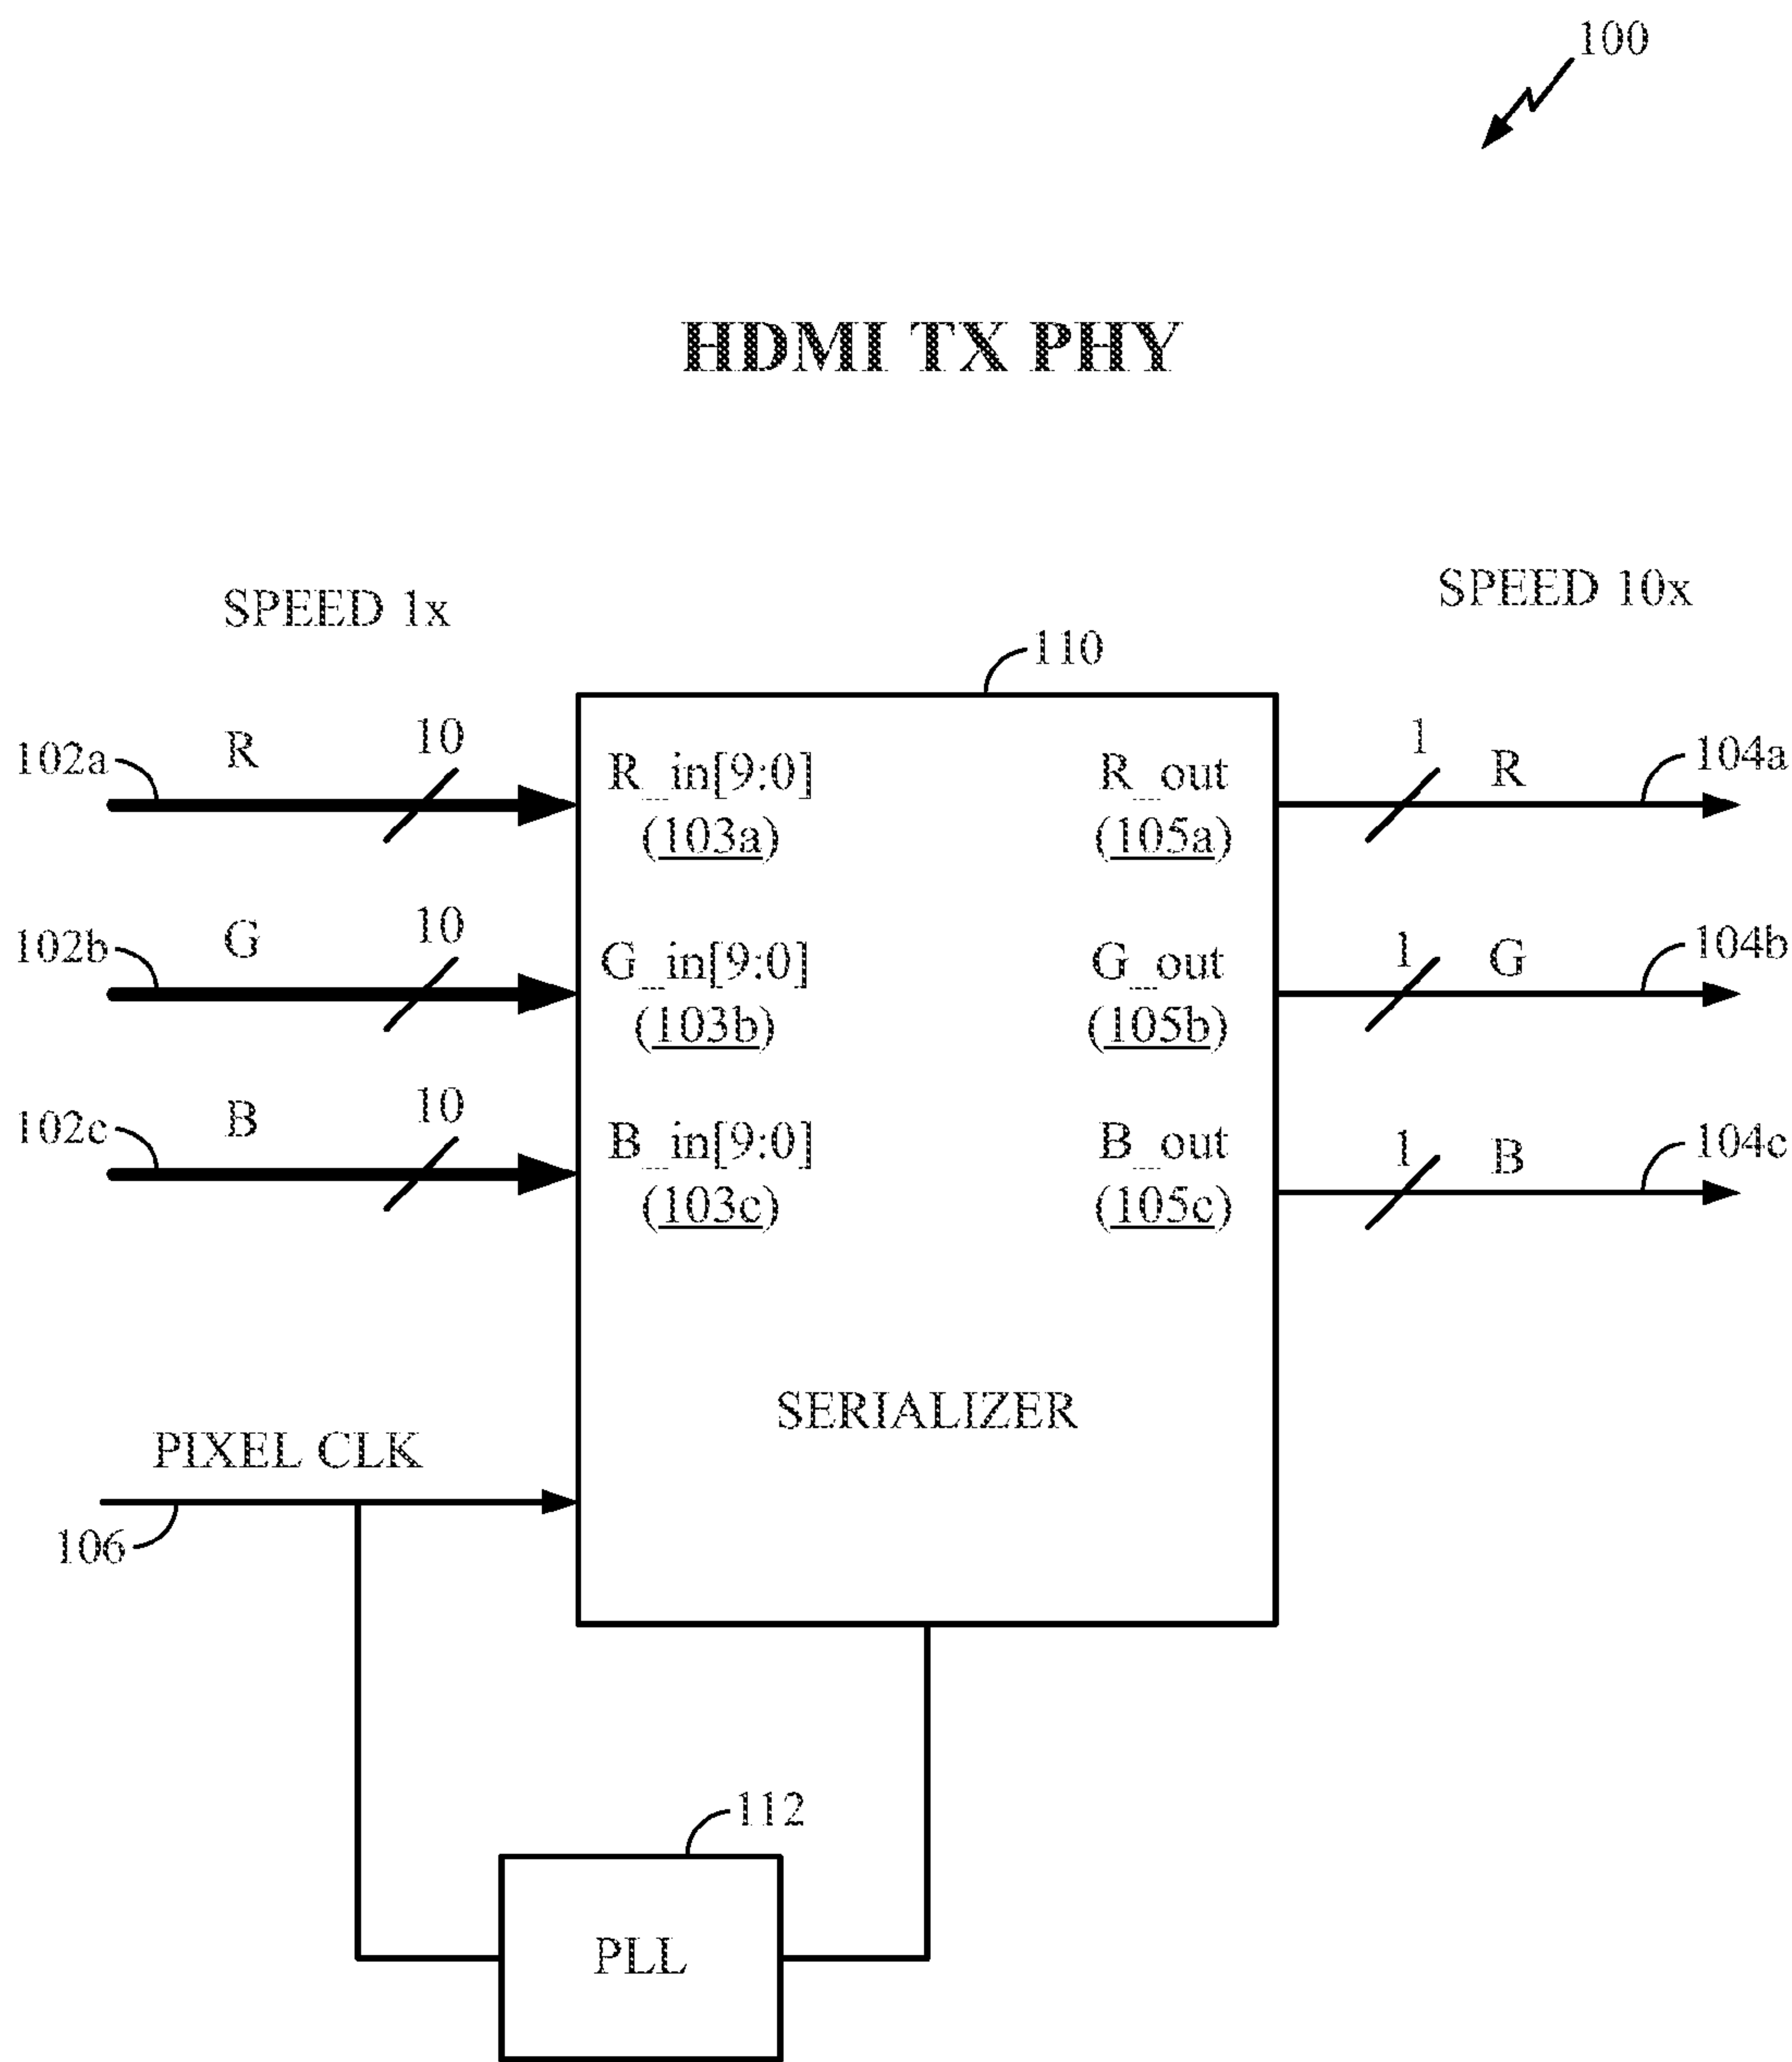 100
HDMI TX PHY
SPEED 1x
SPEED 10x
110
102a
R
10
R_in[9:0]
(103a)
R_out
(105a)
1
R
104a
102b
G
10
G_in[9:0]
(103b)
G_out
(105b)
1
G
104b
102c
B
10
B_in[9:0]
(103c)
B_out
(105c)
1
B
104c
SERIALIZER
PIXEL CLK
106
112
PLL